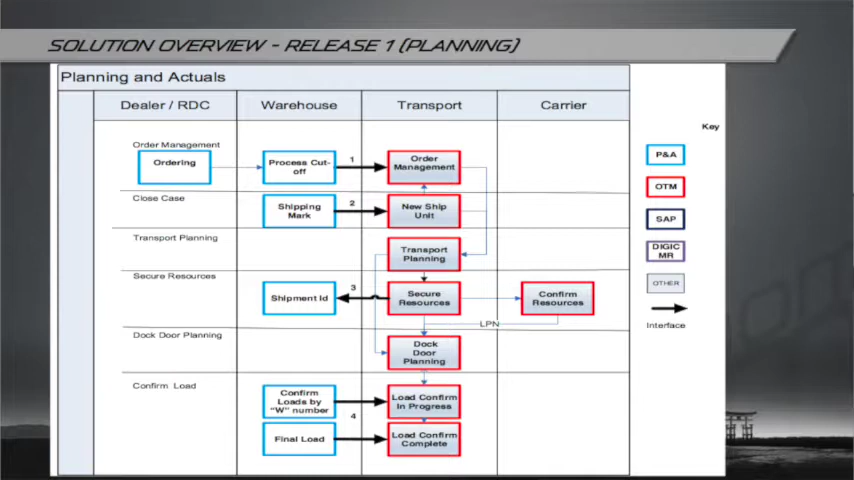 SOLUTION OVERVIEW - RELEASE 1 (PLANNING)
Planning and Actuals
Dealer / RDC
Warehouse
Transport
Carrier
Key
Order Management
Ordering
Process Cut-
off
1
Order
Management
P&A
OTM
Close Case
Shipping
Mark
2
New Ship
Unit
SAP
Transport Planning
Transport
Planning
DIGIC
MR
Secure Resources
Shipment Id
3
Secure
Resources
Confirm
Resources
OTHER
Interface
LPN
Dock Door Planning
Dock
Door
Planning
Confirm Load
Confirm
Loads by
"W" number
Load Confirm
In Progress
4
Final Load
Load Confirm
Complete